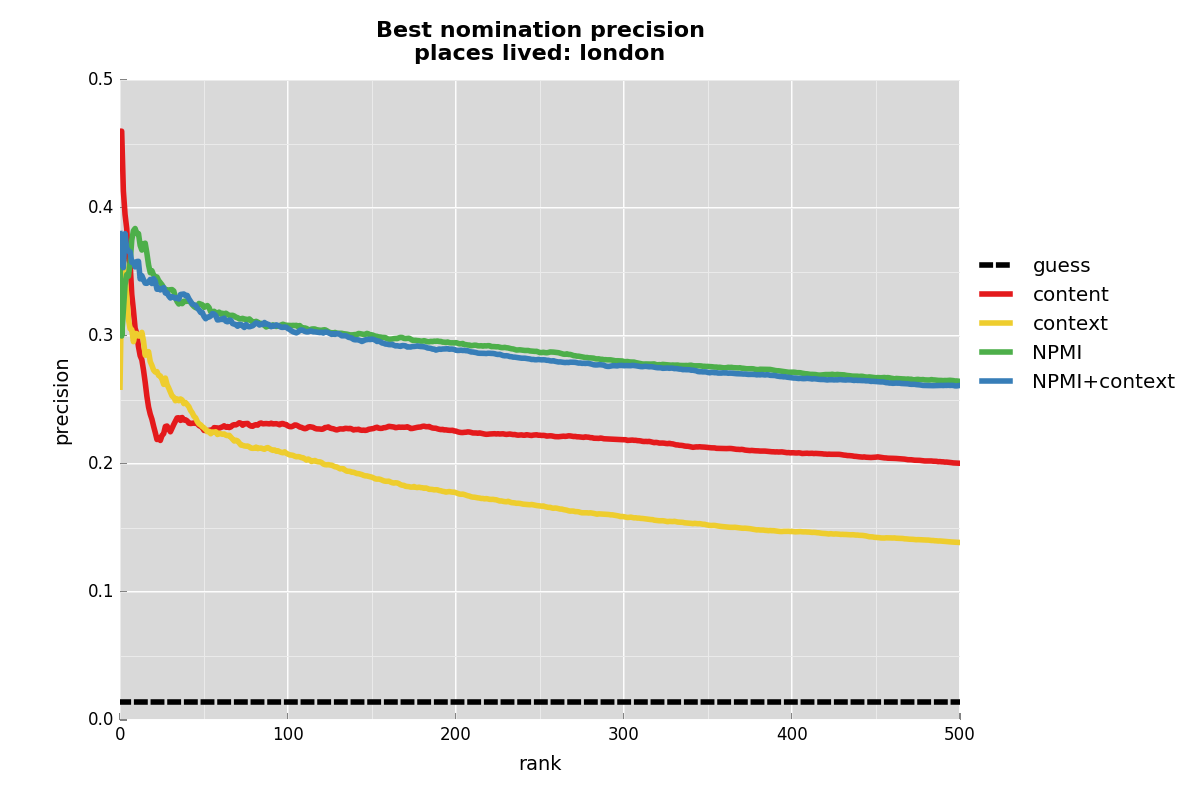 Best nomination precision
places lived: london
0.5
0.4
0.3
0.2
0.1
0.0
precision
0 100 200 300 400 500
rank
guess
content
context
NPMI
NPMI+context